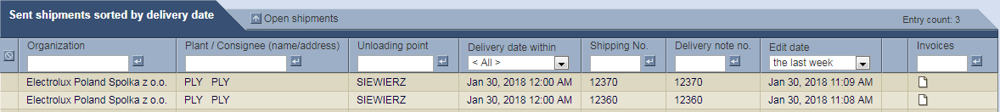 Sent shipments sorted by delivery date
Open shipments
Entry count: 3
Organization Plant / Consignee (name/address) Unloading point Delivery date within Shipping No. Delivery note no. Edit date Invoices
< All > the last week
Electrolux Poland Spolka z o.o. PLY PLY SIEWIERZ Jan 30, 2018 12:00 AM 12370 12370 Jan 30, 2018 11:09 AM
Electrolux Poland Spolka z o.o. PLY PLY SIEWIERZ Jan 30, 2018 12:00 AM 12360 12360 Jan 30, 2018 11:08 AM